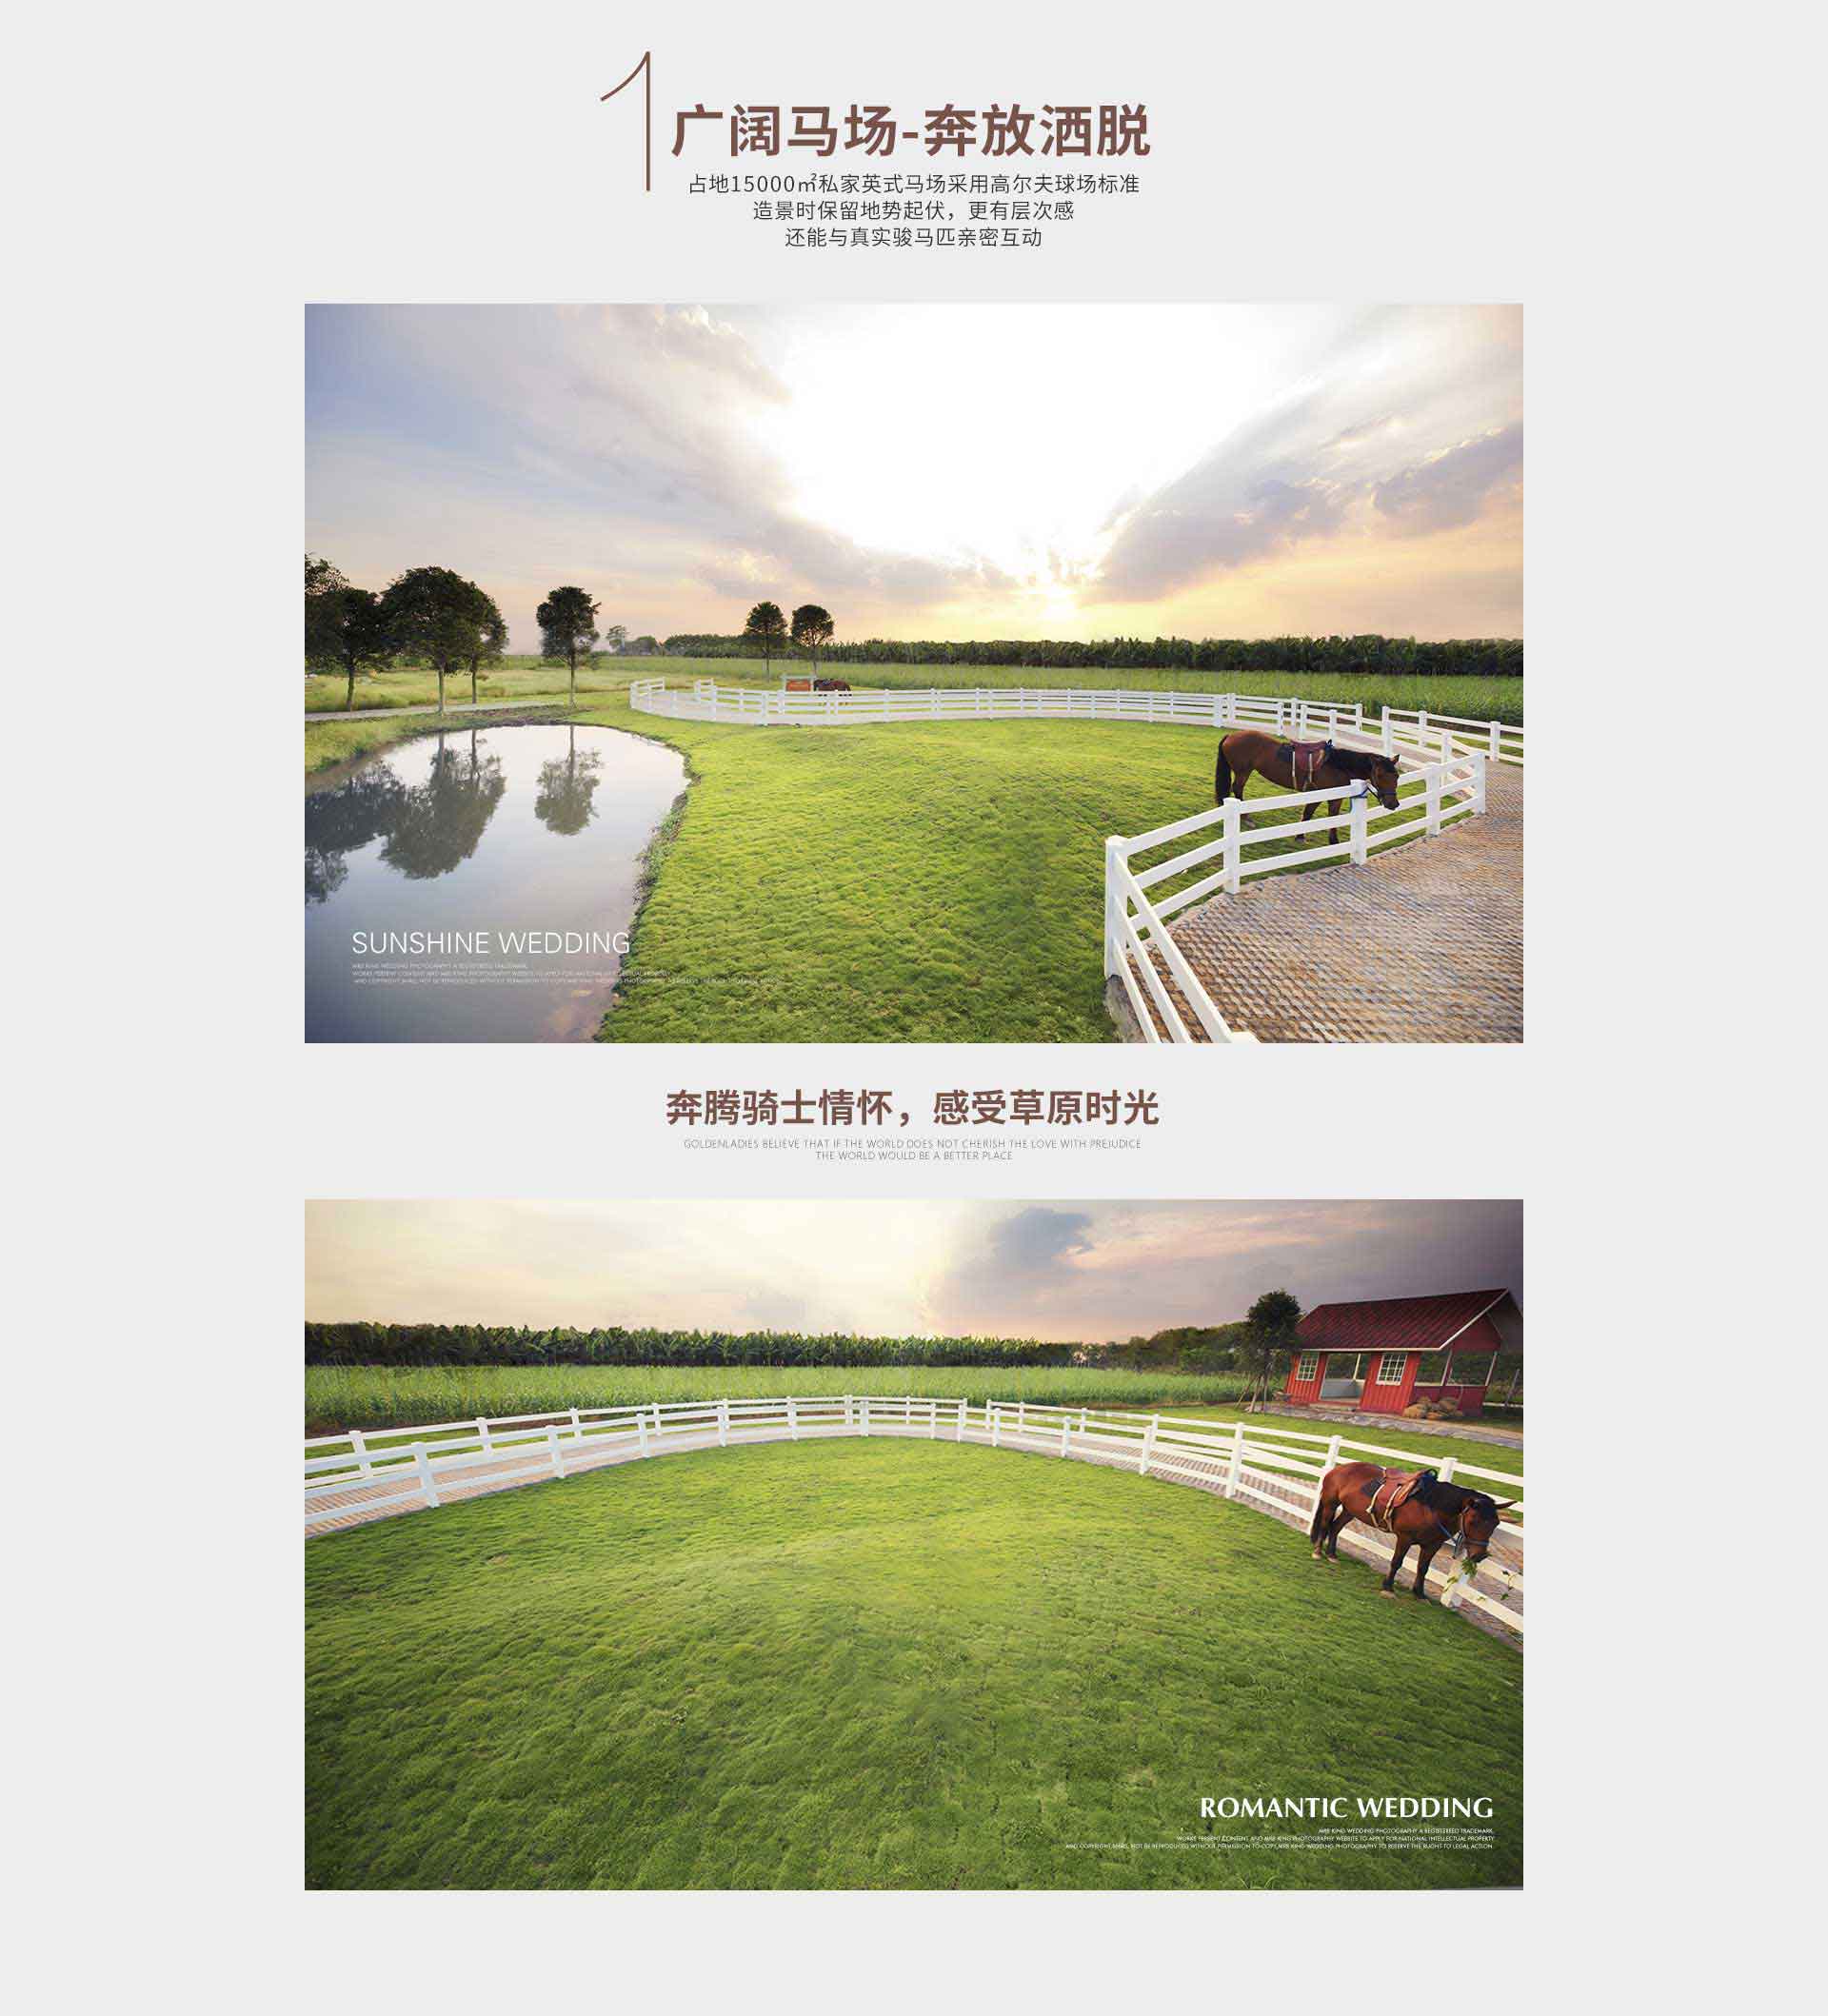 1
广阔马场-奔放洒脱
占地15000㎡私家英式马场采用高尔夫球场标准
造景时保留地势起伏，更有层次感
还能与真实骏马匹亲密互动
SUNSHINE WEDDING
奔腾骑士情怀，感受草原时光
GOLDENLADIES BELIEVE THAT IF THE WORLD DOES NOT CHERISH THE LOVE WITH PREJUDICE
THE WORLD WOULD BE A BETTER PLACE
ROMANTIC WEDDING